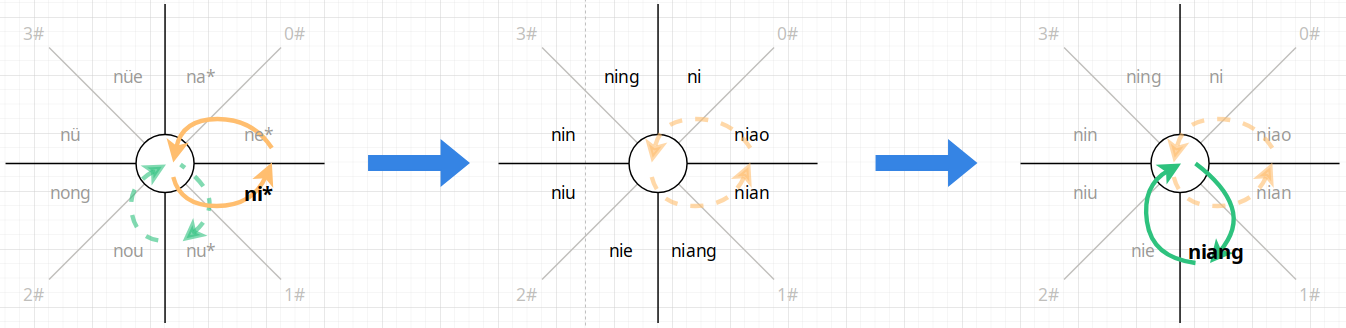 3# 0# 3# 0# 3# 0#
nüe na* ning ni ning ni
nü ne* nin niao nin niao
nong ni* niu nian niu nian
nou nu* nie niang nie niang
2# 1# 2# 1# 2# 1#